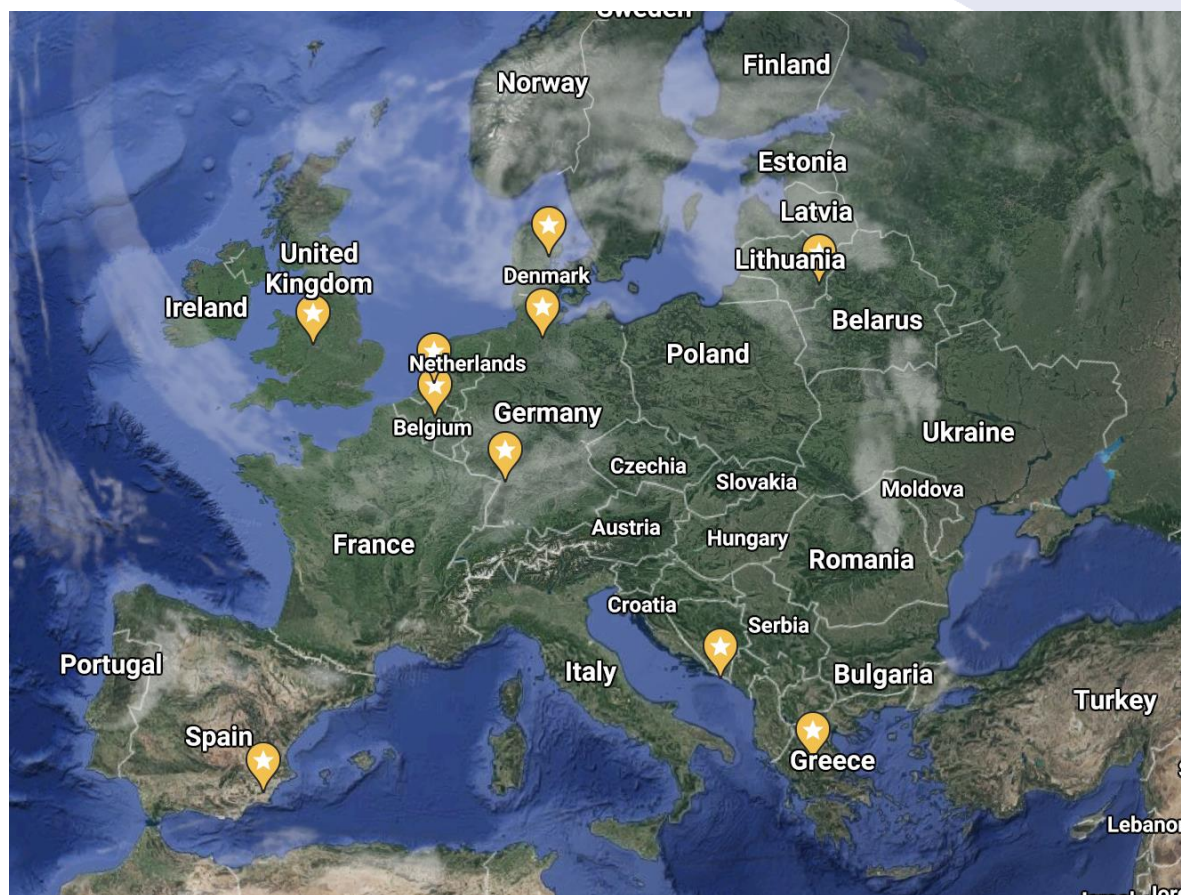 Sweden
Norway
Finland
Estonia
Latvia
United
Kingdom
Denmark
Lithuania
Ireland
Belarus
Netherlands
Poland
Germany
Belgium
Ukraine
Czechia
Slovakia
Moldova
Austria
France
Hungary
Romania
Croatia
Serbia
Portugal
Italy
Bulgaria
Turkey
Spain
Greece